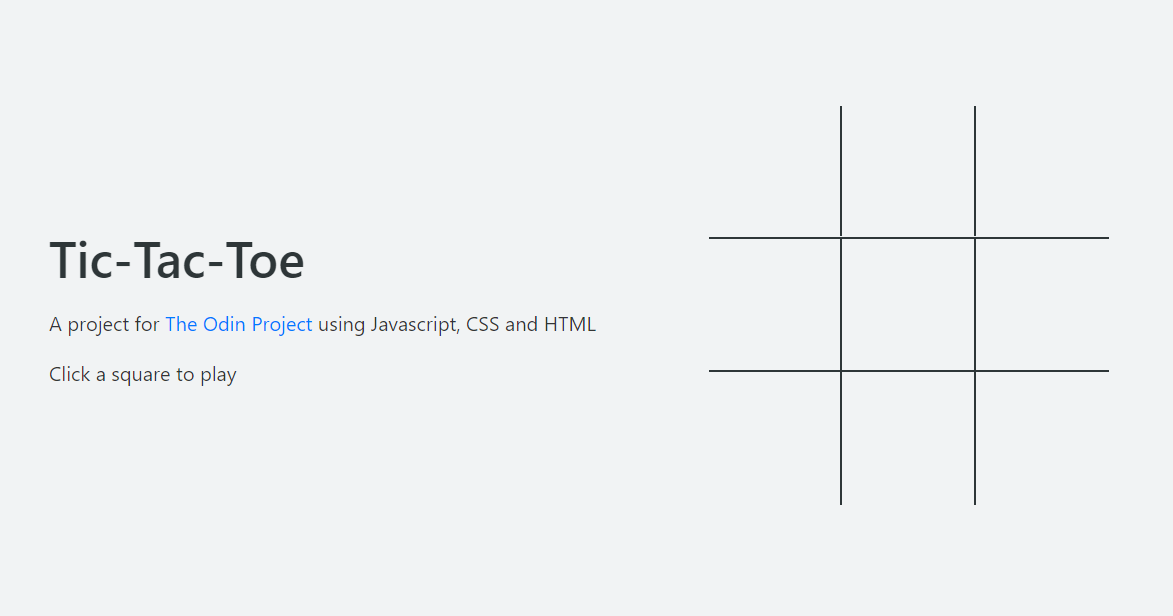 Tic-Tac-Toe
A project for The Odin Project using Javascript, CSS and HTML
Click a square to play